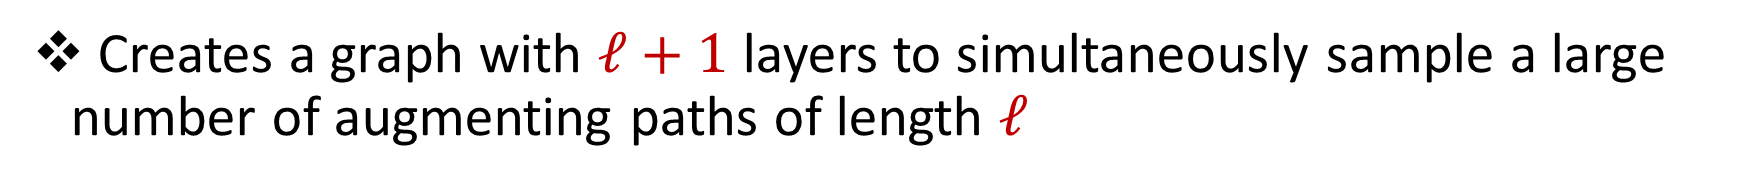 ❖ Creates a graph with ℓ + 1 layers to simultaneously sample a large
number of augmenting paths of length ℓ